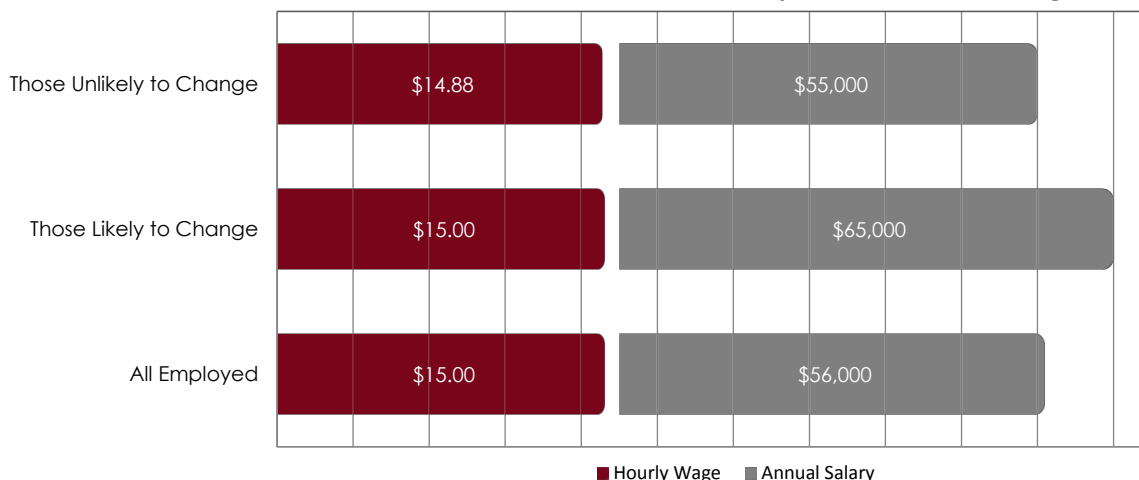 Those Unlikely to Change
$14.88
$55,000
Those Likely to Change
$15.00
$65,000
All Employed
$15.00
$56,000
Hourly Wage
Annual Salary